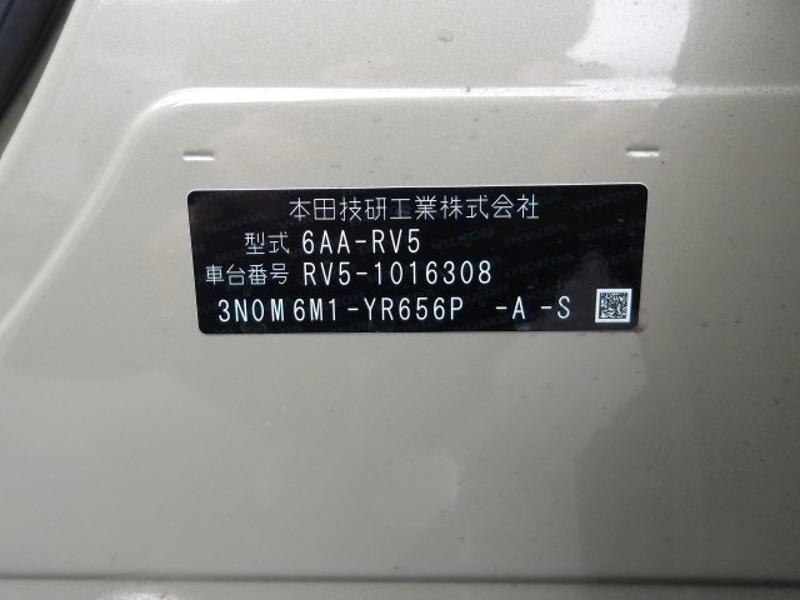 本田技研工業株式会社
型式 6AA-RV5
車台番号 RV5-1016308
3N0M6M1-YR656P -A -S